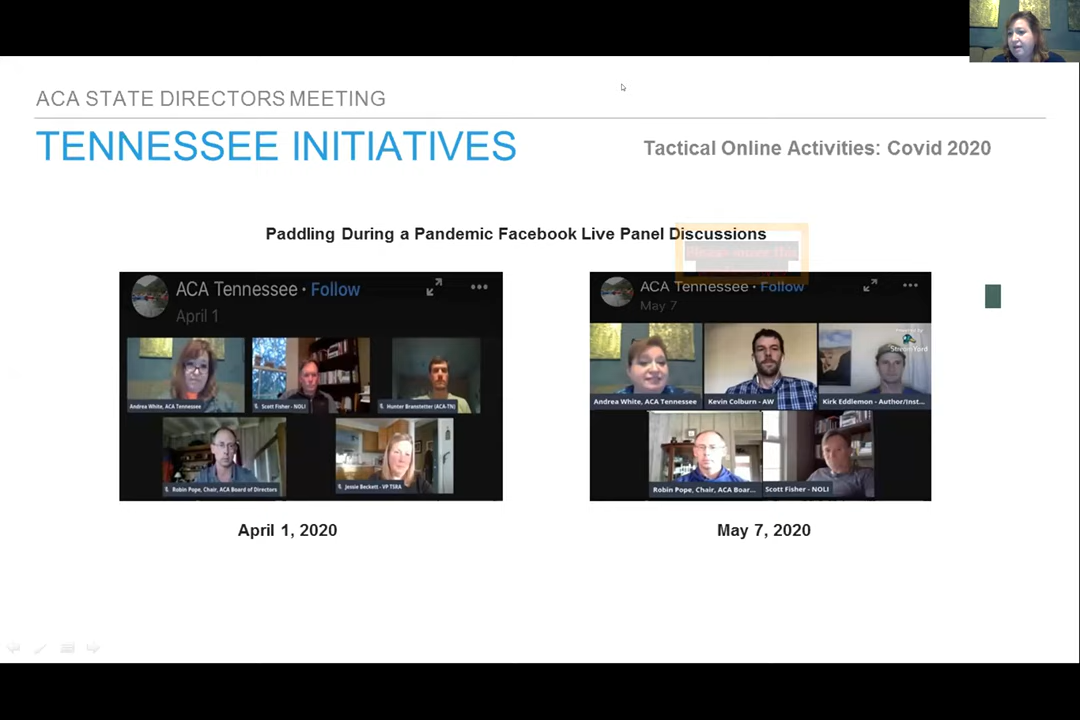 ACA STATE DIRECTORS MEETING
TENNESSEE INITIATIVES
Tactical Online Activities: Covid 2020
Paddling During a Pandemic Facebook Live Panel Discussions
ACA Tennessee · Follow
April 1
Andrea White, ACA Tennessee
Scott Fisher - NOLI
Hunter Branstetter (ACA-TN)
Robin Pope, Chair, ACA Board of Directors
Jessie Beckett - VP TSRA
April 1, 2020
ACA Tennessee · Follow
May 7
StreamYard
Andrea White, ACA Tennessee
Kevin Colburn - AW
Kirk Eddlemon - Author/Inst...
Robin Pope, Chair, ACA Boar...
Scott Fisher - NOLI
May 7, 2020